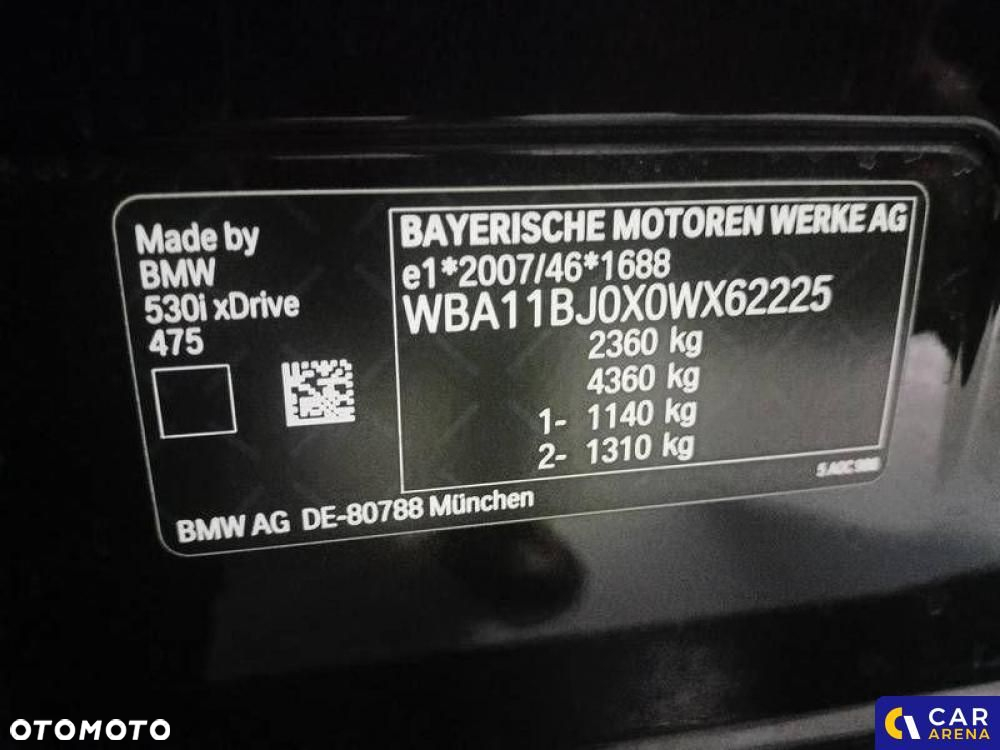 Made by
BMW
530i xDrive
475
BAYERISCHE MOTOREN WERKE AG
e1*2007/46*1688
WBA11BJ0X0WX62225
2360 kg
4360 kg
1- 1140 kg
2- 1310 kg
BMW AG DE-80788 München
OTOMOTO
CAR
ARENA